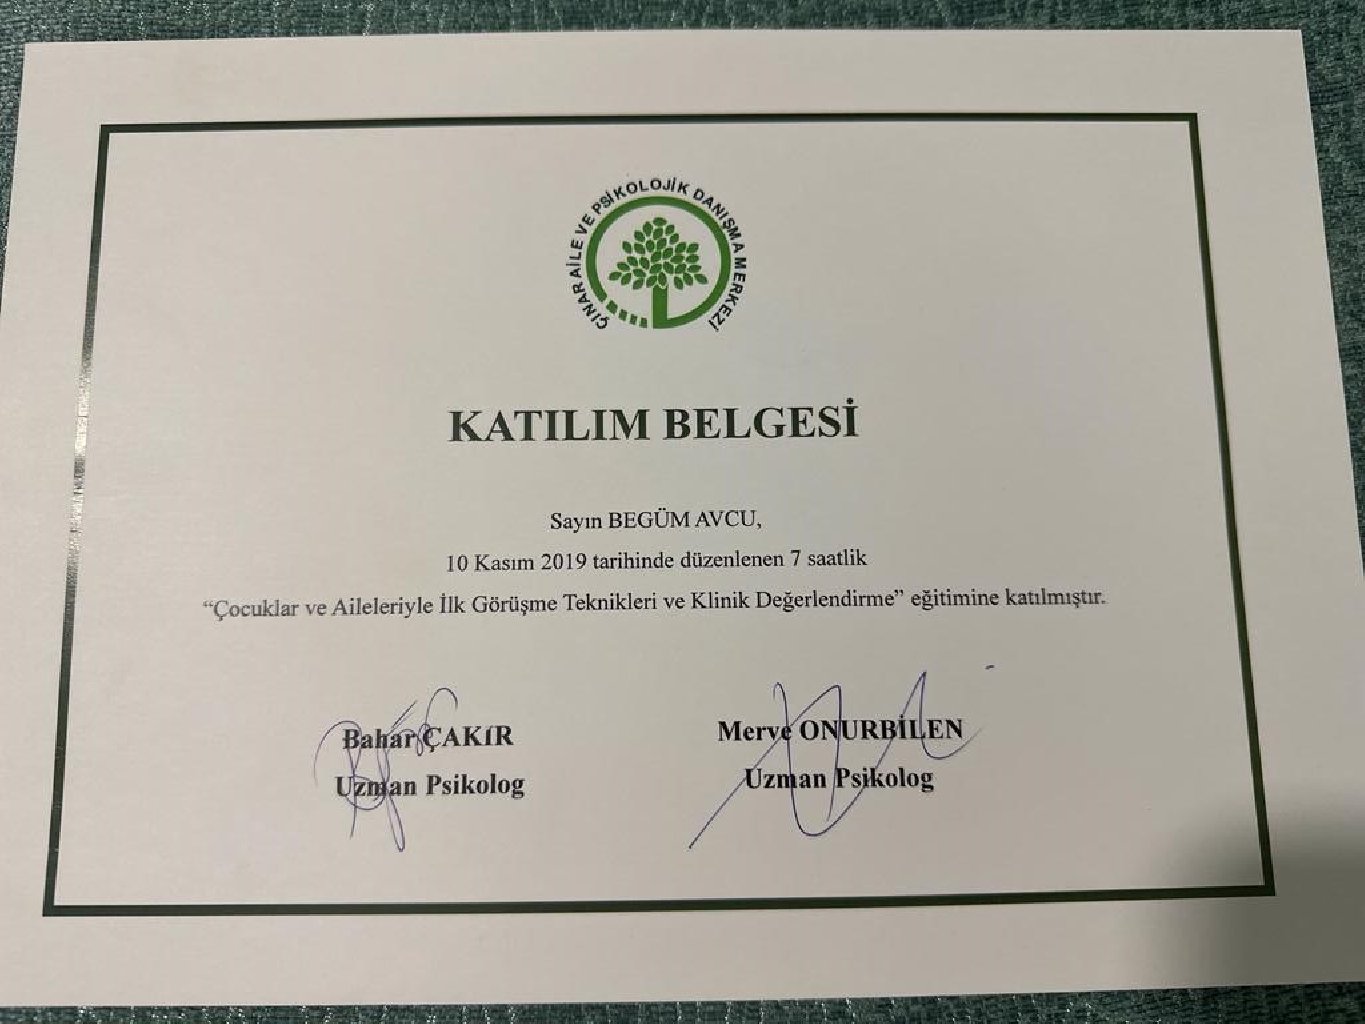 ÇINAR AİLE VE PSİKOLOJİK DANIŞMA MERKEZİ
KATILIM BELGESİ
Sayın BEGÜM AVCU,
10 Kasım 2019 tarihinde düzenlenen 7 saatlik
“Çocuklar ve Aileleriyle İlk Görüşme Teknikleri ve Klinik Değerlendirme” eğitimine katılmıştır.
Bahar ÇAKIR
Uzman Psikolog
Merve ONURBİLEN
Uzman Psikolog